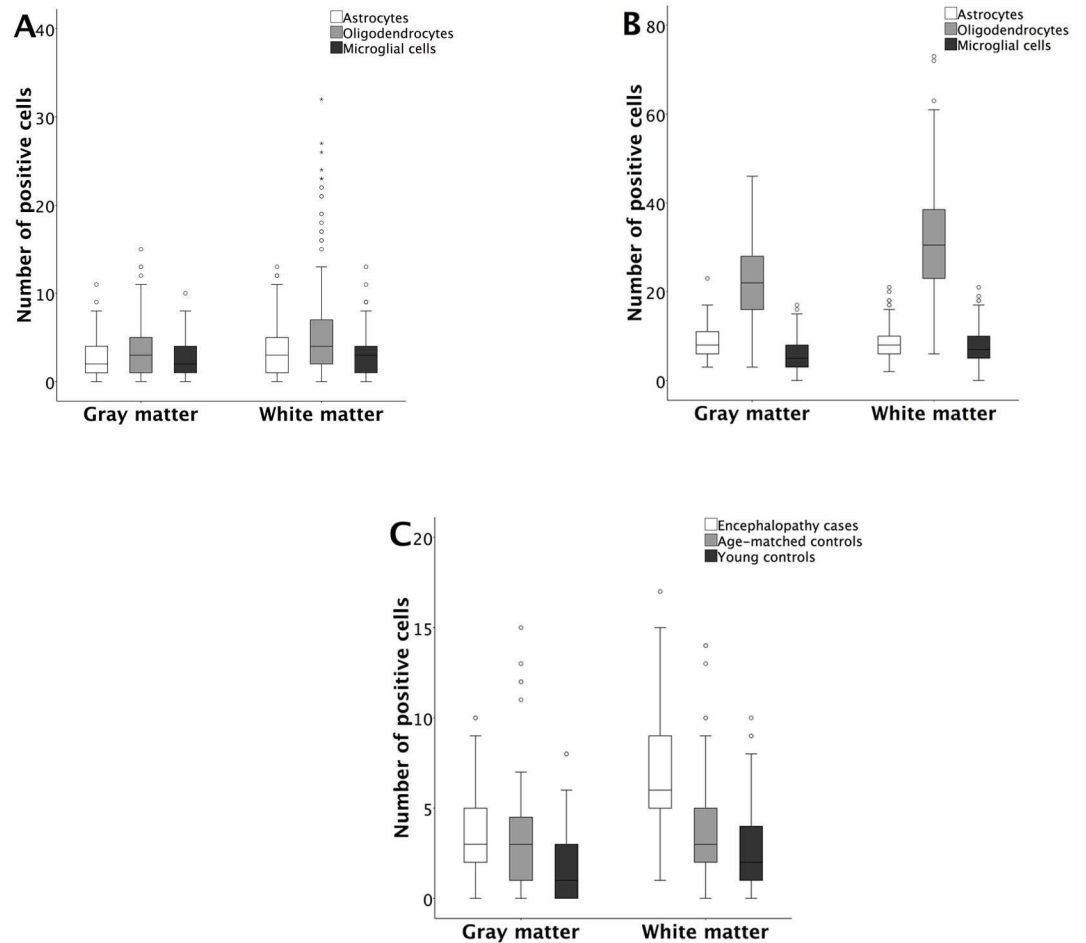 A
Astrocytes
Oligodendrocytes
Microglial cells
Number of positive cells
40
30
20
10
0
Gray matter
White matter
B
Astrocytes
Oligodendrocytes
Microglial cells
Number of positive cells
80
60
40
20
0
Gray matter
White matter
C
Encephalopathy cases
Age-matched controls
Young controls
Number of positive cells
20
15
10
5
0
Gray matter
White matter